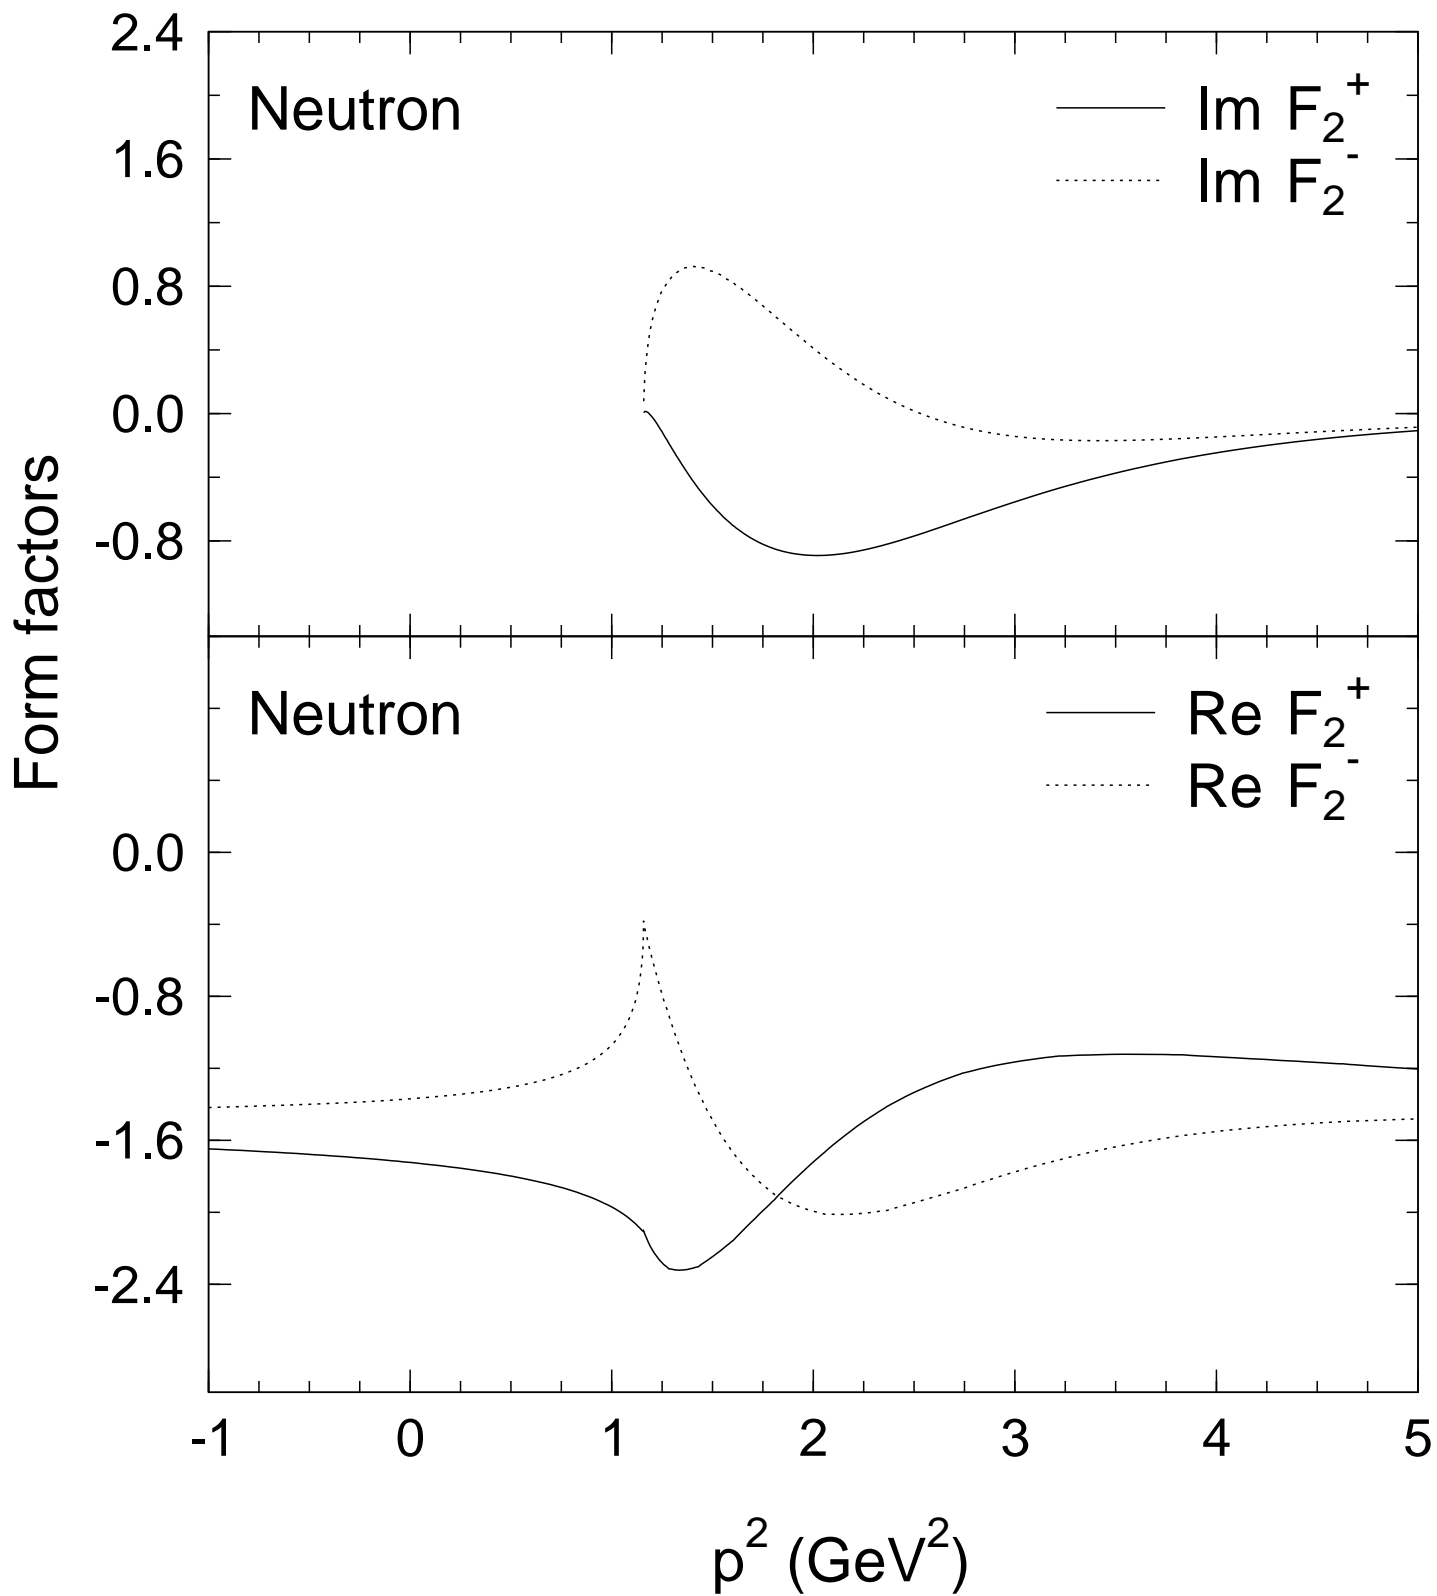 2.4
1.6
0.8
0.0
-0.8
Neutron
Im F2+
Im F2-
Form factors
Neutron
Re F2+
Re F2-
0.0
-0.8
-1.6
-2.4
-1 0 1 2 3 4 5
p2 (GeV2)